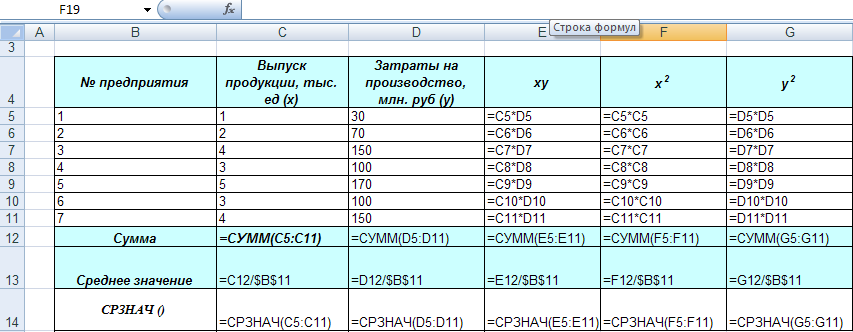 F19 fx
Строка формул
A B C D E F G
3
4 № предприятия Выпуск продукции, тыс. ед (x) Затраты на производство, млн. руб (y) xy x² y²
5 1 1 30 =C5*D5 =C5*C5 =D5*D5
6 2 2 70 =C6*D6 =C6*C6 =D6*D6
7 3 4 150 =C7*D7 =C7*C7 =D7*D7
8 4 3 100 =C8*D8 =C8*C8 =D8*D8
9 5 5 170 =C9*D9 =C9*C9 =D9*D9
10 6 3 100 =C10*D10 =C10*C10 =D10*D10
11 7 4 150 =C11*D11 =C11*C11 =D11*D11
12 Сумма =СУММ(C5:C11) =СУММ(D5:D11) =СУММ(E5:E11) =СУММ(F5:F11) =СУММ(G5:G11)
13 Среднее значение =C12/$B$11 =D12/$B$11 =E12/$B$11 =F12/$B$11 =G12/$B$11
14 СРЗНАЧ () =СРЗНАЧ(C5:C11) =СРЗНАЧ(D5:D11) =СРЗНАЧ(E5:E11) =СРЗНАЧ(F5:F11) =СРЗНАЧ(G5:G11)